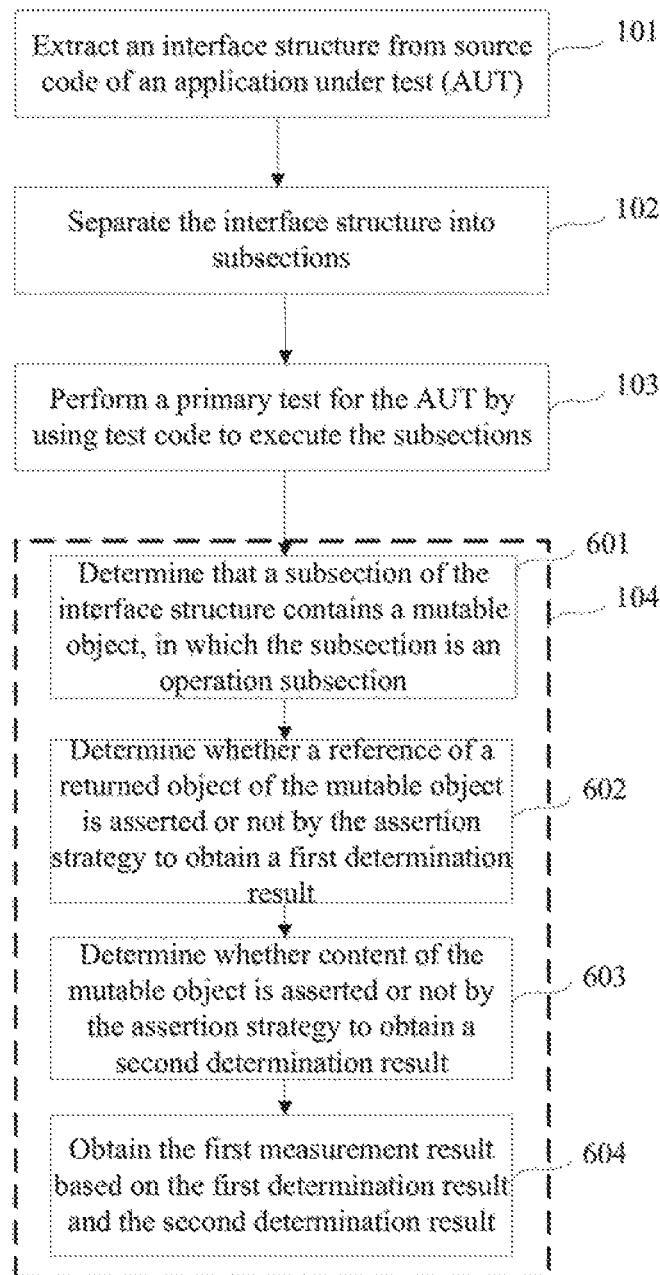 Extract an interface structure from source
code of an application under test (AUT)
101
Separate the interface structure into
subsections
102
Perform a primary test for the AUT by
using test code to execute the subsections
103
104
Determine that a subsection of the
interface structure contains a mutable
object, in which the subsection is an
operation subsection
601
Determine whether a reference of a
returned object of the mutable object
is asserted or not by the assertion
strategy to obtain a first determination
result
602
Determine whether content of the
mutable object is asserted or not by
the assertion strategy to obtain a
second determination result
603
Obtain the first measurement result
based on the first determination result
and the second determination result
604